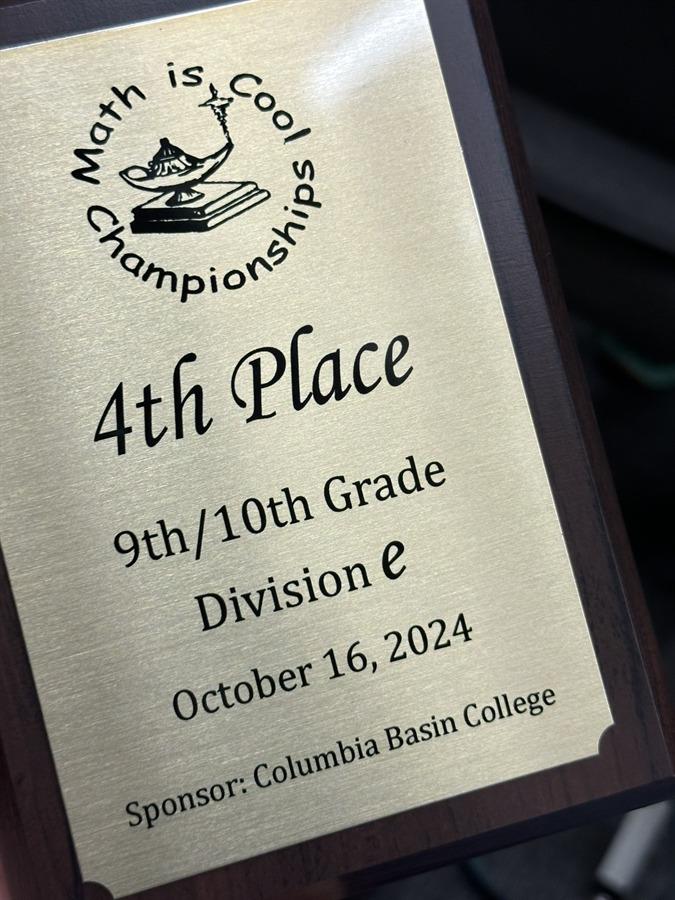 Math is Cool
Championships
4th Place
9th/10th Grade
Division e
October 16, 2024
Sponsor: Columbia Basin College